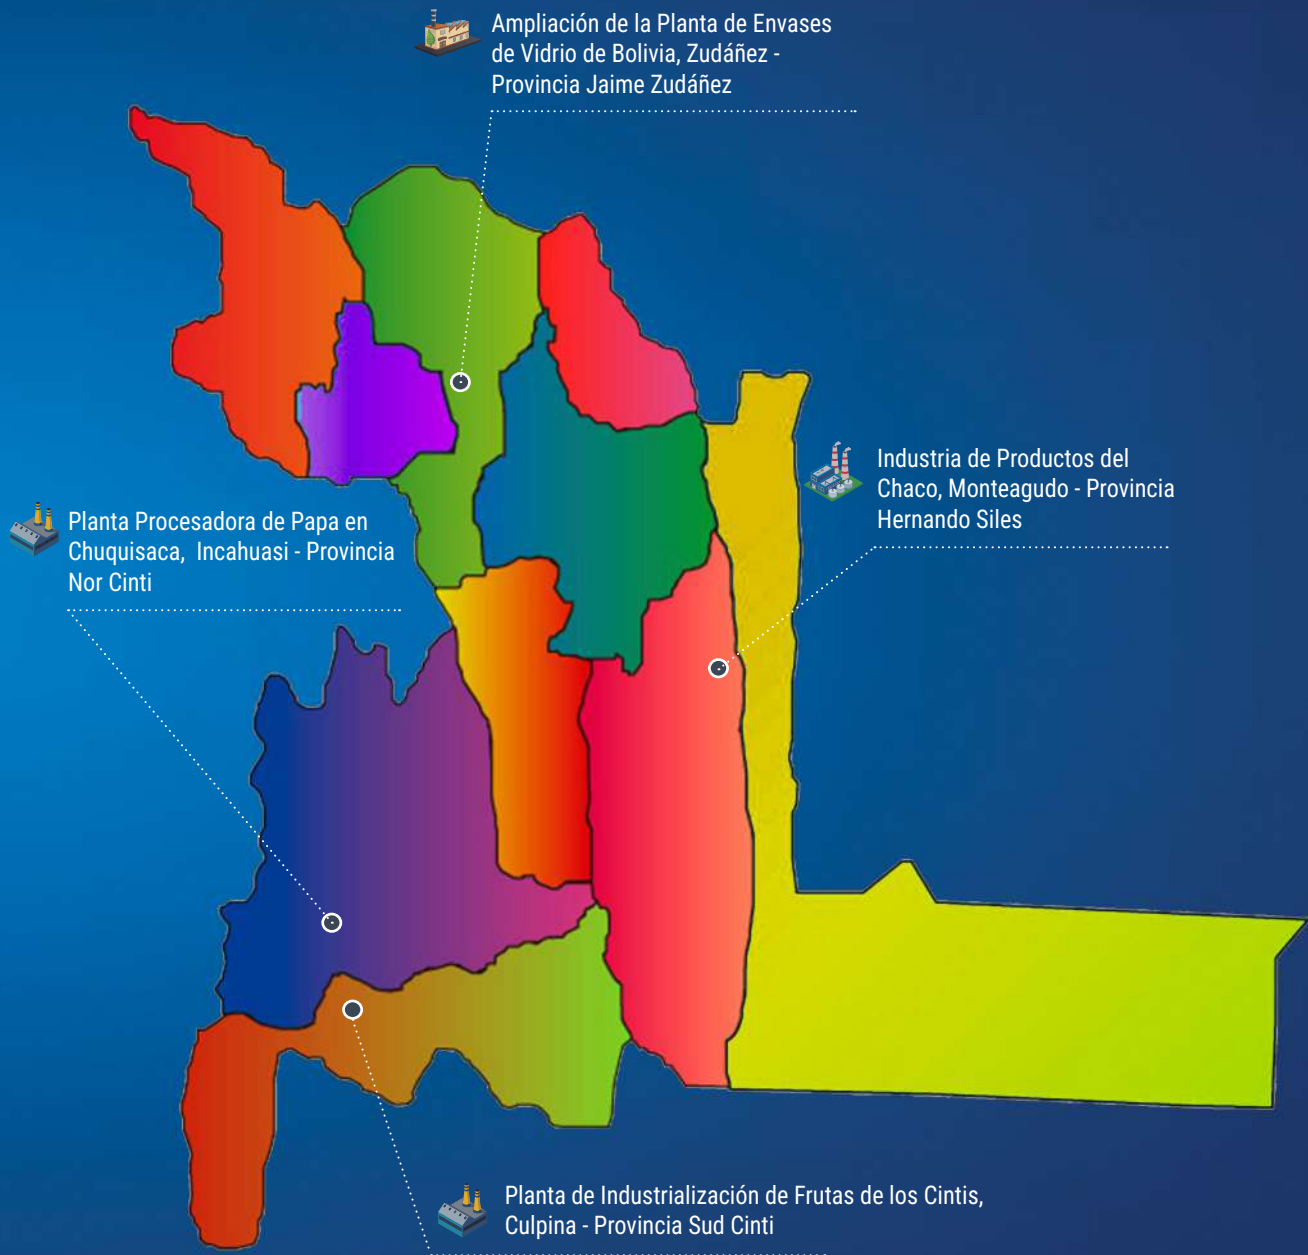 Ampliación de la Planta de Envases
de Vidrio de Bolivia, Zudáñez -
Provincia Jaime Zudáñez
Industria de Productos del
Chaco, Monteagudo - Provincia
Hernando Siles
Planta Procesadora de Papa en
Chuquisaca, Incahuasi - Provincia
Nor Cinti
Planta de Industrialización de Frutas de los Cintis,
Culpina - Provincia Sud Cinti